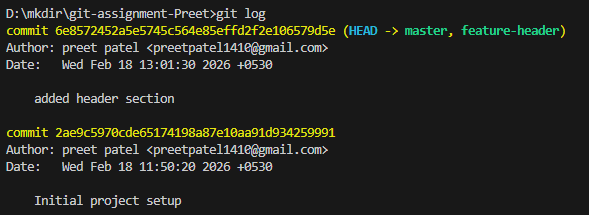 D:\mkdir\git-assignment-Preet>git log
commit 6e8572452a5e5745c564e85effd2f2e106579d5e (HEAD -> master, feature-header)
Author: preet patel <preetpatel1410@gmail.com>
Date:   Wed Feb 18 13:01:30 2026 +0530
    added header section
commit 2ae9c5970cde65174198a87e10aa91d934259991
Author: preet patel <preetpatel1410@gmail.com>
Date:   Wed Feb 18 11:50:20 2026 +0530
    Initial project setup